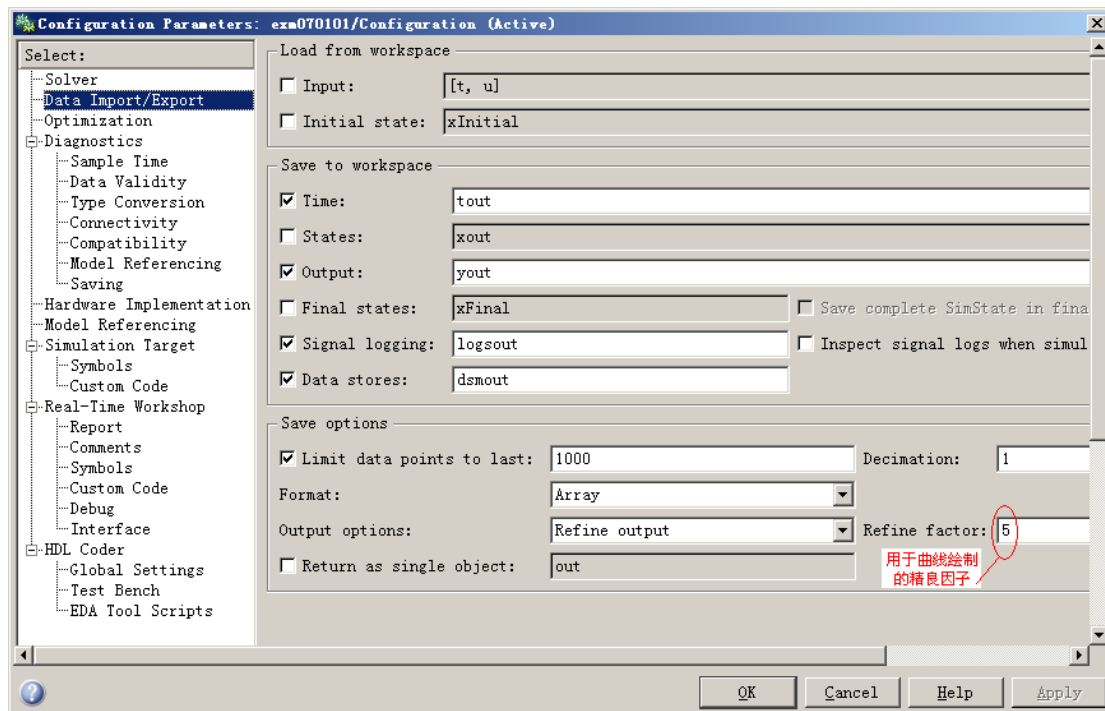 Configuration Parameters: exm070101/Configuration (Active)
Select:
Solver
Data Import/Export
Optimization
Diagnostics
Sample Time
Data Validity
Type Conversion
Connectivity
Compatibility
Model Referencing
Saving
Hardware Implementation
Model Referencing
Simulation Target
Symbols
Custom Code
Real-Time Workshop
Report
Comments
Symbols
Custom Code
Debug
Interface
HDL Coder
Global Settings
Test Bench
EDA Tool Scripts
Load from workspace
Input: [t, u]
Initial state: xInitial
Save to workspace
Time: tout
States: xout
Output: yout
Final states: xFinal Save complete SimState in fina
Signal logging: logsout Inspect signal logs when simul
Data stores: dsmout
Save options
Limit data points to last: 1000 Decimation: 1
Format: Array
Output options: Refine output Refine factor: 5
Return as single object: out
用于曲线绘制
的精良因子
OK Cancel Help Apply